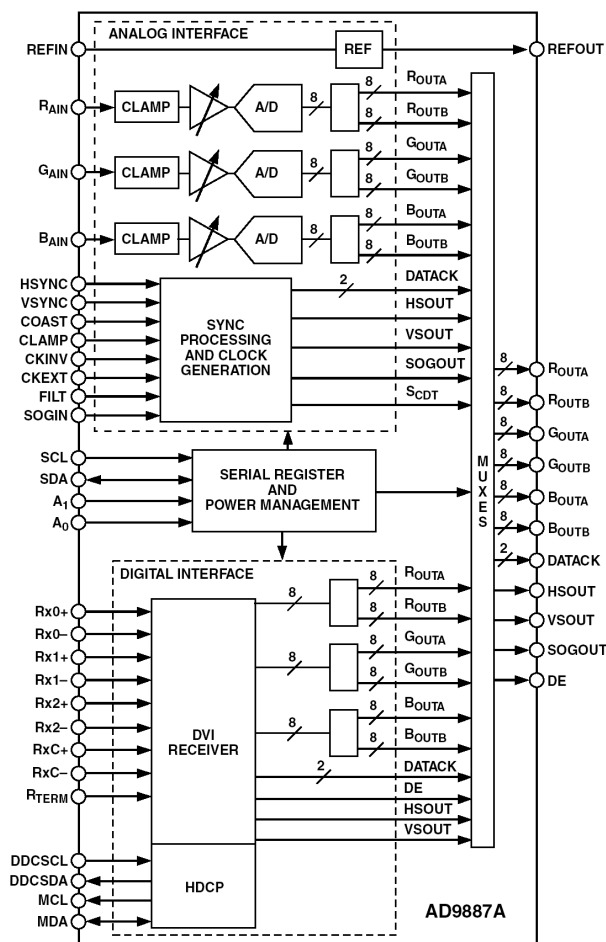 ANALOG INTERFACE
REFIN
REF
REFOUT
RAIN
CLAMP
A/D
8
8
ROUTA
8
ROUTB
GAIN
CLAMP
A/D
8
8
GOUTA
8
GOUTB
BAIN
CLAMP
A/D
8
8
BOUTA
8
BOUTB
HSYNC
VSYNC
COAST
CLAMP
CKINV
CKEXT
FILT
SOGIN
SYNC
PROCESSING
AND CLOCK
GENERATION
2
DATACK
HSOUT
VSOUT
SOGOUT
SCDT
SCL
SDA
A1
A0
SERIAL REGISTER
AND
POWER MANAGEMENT
MUXES
8
ROUTA
8
ROUTB
8
GOUTA
8
GOUTB
8
BOUTA
8
BOUTB
2
DATACK
HSOUT
VSOUT
SOGOUT
DE
DIGITAL INTERFACE
Rx0+
Rx0–
Rx1+
Rx1–
Rx2+
Rx2–
RxC+
RxC–
RTERM
DVI
RECEIVER
8
8
ROUTA
8
ROUTB
8
8
GOUTA
8
GOUTB
8
8
BOUTA
8
BOUTB
2
DATACK
DE
HSOUT
VSOUT
DDCSCL
DDCSDA
MCL
MDA
HDCP
AD9887A